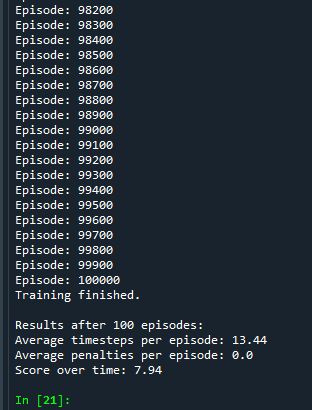 Episode: 98200
Episode: 98300
Episode: 98400
Episode: 98500
Episode: 98600
Episode: 98700
Episode: 98800
Episode: 98900
Episode: 99000
Episode: 99100
Episode: 99200
Episode: 99300
Episode: 99400
Episode: 99500
Episode: 99600
Episode: 99700
Episode: 99800
Episode: 99900
Episode: 100000
Training finished.
Results after 100 episodes:
Average timesteps per episode: 13.44
Average penalties per episode: 0.0
Score over time: 7.94
In [21]: